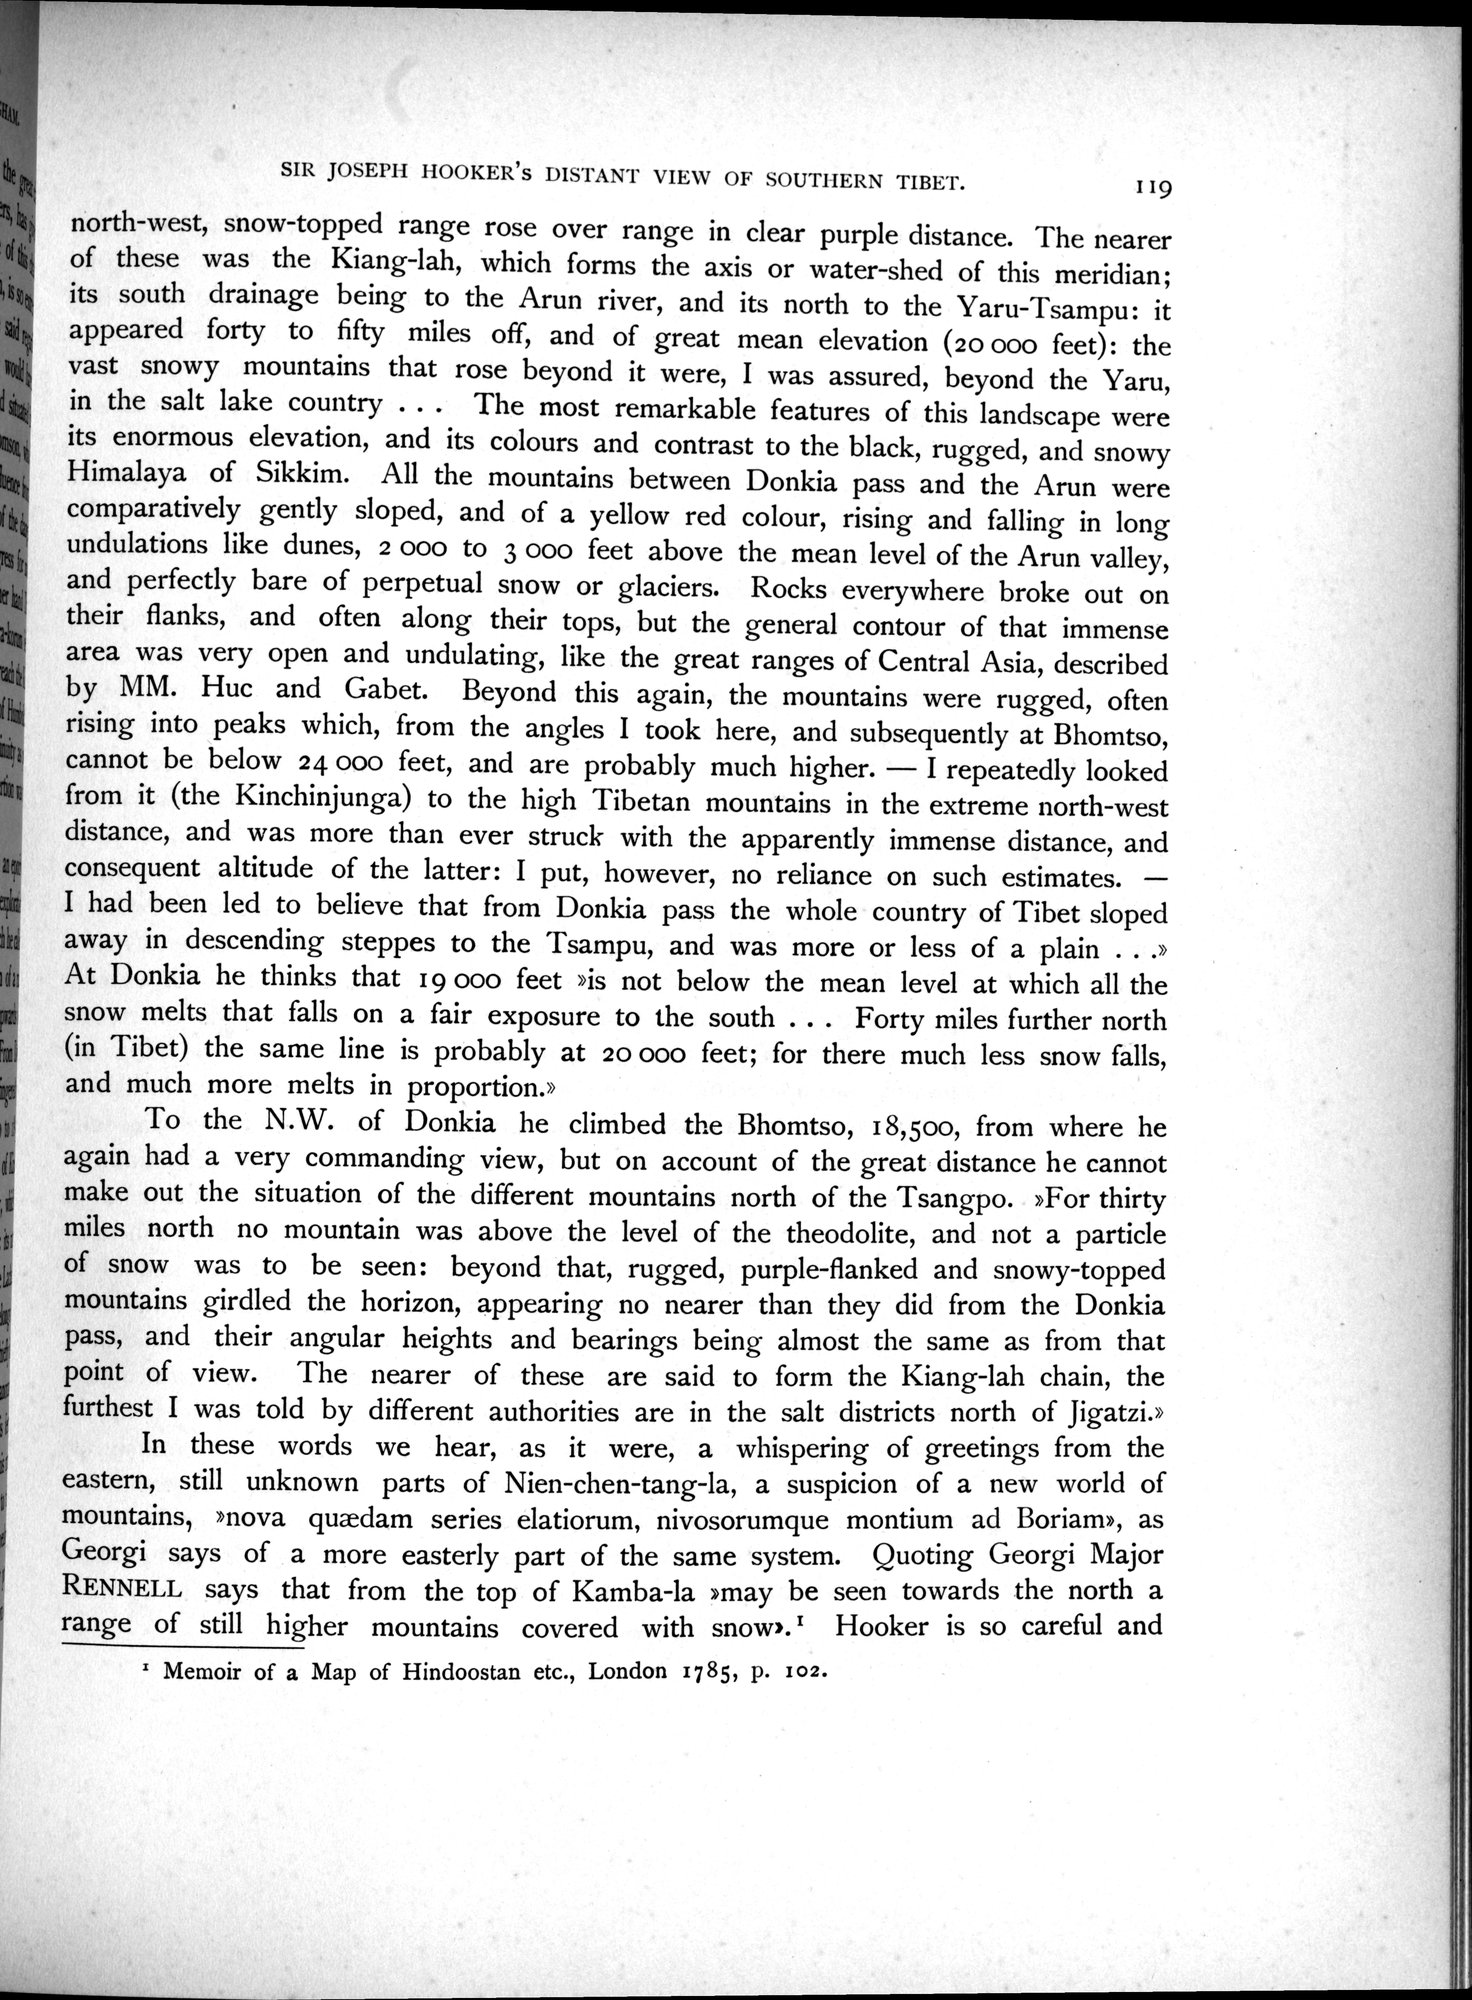 SIR JOSEPH HOOKER'S DISTANT VIEW OF SOUTHERN TIBET. 119
north-west, snow-topped range rose over range in clear purple distance. The nearer
of these was the Kiang-lah, which forms the axis or water-shed of this meridian;
its south drainage being to the Arun river, and its north to the Yaru-Tsampu: it
appeared forty to fifty miles off, and of great mean elevation (20 000 feet): the
vast snowy mountains that rose beyond it were, I was assured, beyond the Yaru,
in the salt lake country . . . The most remarkable features of this landscape were
its enormous elevation, and its colours and contrast to the black, rugged, and snowy
Himalaya of Sikkim. All the mountains between Donkia pass and the Arun were
comparatively gently sloped, and of a yellow red colour, rising and falling in long
undulations like dunes, 2 000 to 3 000 feet above the mean level of the Arun valley,
and perfectly bare of perpetual snow or glaciers. Rocks everywhere broke out on
their flanks, and often along their tops, but the general contour of that immense
area was very open and undulating, like the great ranges of Central Asia, described
by MM. Huc and Gabet. Beyond this again, the mountains were rugged, often
rising into peaks which, from the angles I took here, and subsequently at Bhomtso,
cannot be below 24 000 feet, and are probably much higher. — I repeatedly looked
from it (the Kinchinjunga) to the high Tibetan mountains in the extreme north-west
distance, and was more than ever struck with the apparently immense distance, and
consequent altitude of the latter: I put, however, no reliance on such estimates. —
I had been led to believe that from Donkia pass the whole country of Tibet sloped
away in descending steppes to the Tsampu, and was more or less of a plain . . .»
At Donkia he thinks that 19 000 feet »is not below the mean level at which all the
snow melts that falls on a fair exposure to the south . . . Forty miles further north
(in Tibet) the same line is probably at 20 000 feet; for there much less snow falls,
and much more melts in proportion.»
To the N.W. of Donkia he climbed the Bhomtso, 18,500, from where he
again had a very commanding view, but on account of the great distance he cannot
make out the situation of the different mountains north of the Tsangpo. »For thirty
miles north no mountain was above the level of the theodolite, and not a particle
of snow was to be seen: beyond that, rugged, purple-flanked and snowy-topped
mountains girdled the horizon, appearing no nearer than they did from the Donkia
pass, and their angular heights and bearings being almost the same as from that
point of view. The nearer of these are said to form the Kiang-lah chain, the
furthest I was told by different authorities are in the salt districts north of Jigatzi.»
In these words we hear, as it were, a whispering of greetings from the
eastern, still unknown parts of Nien-chen-tang-la, a suspicion of a new world of
mountains, »nova quædam series elatiorum, nivosorumque montium ad Boriam», as
Georgi says of a more easterly part of the same system. Quoting Georgi Major
RENNELL says that from the top of Kamba-la »may be seen towards the north a
range of still higher mountains covered with snow».¹ Hooker is so careful and
¹ Memoir of a Map of Hindoostan etc., London 1785, p. 102.